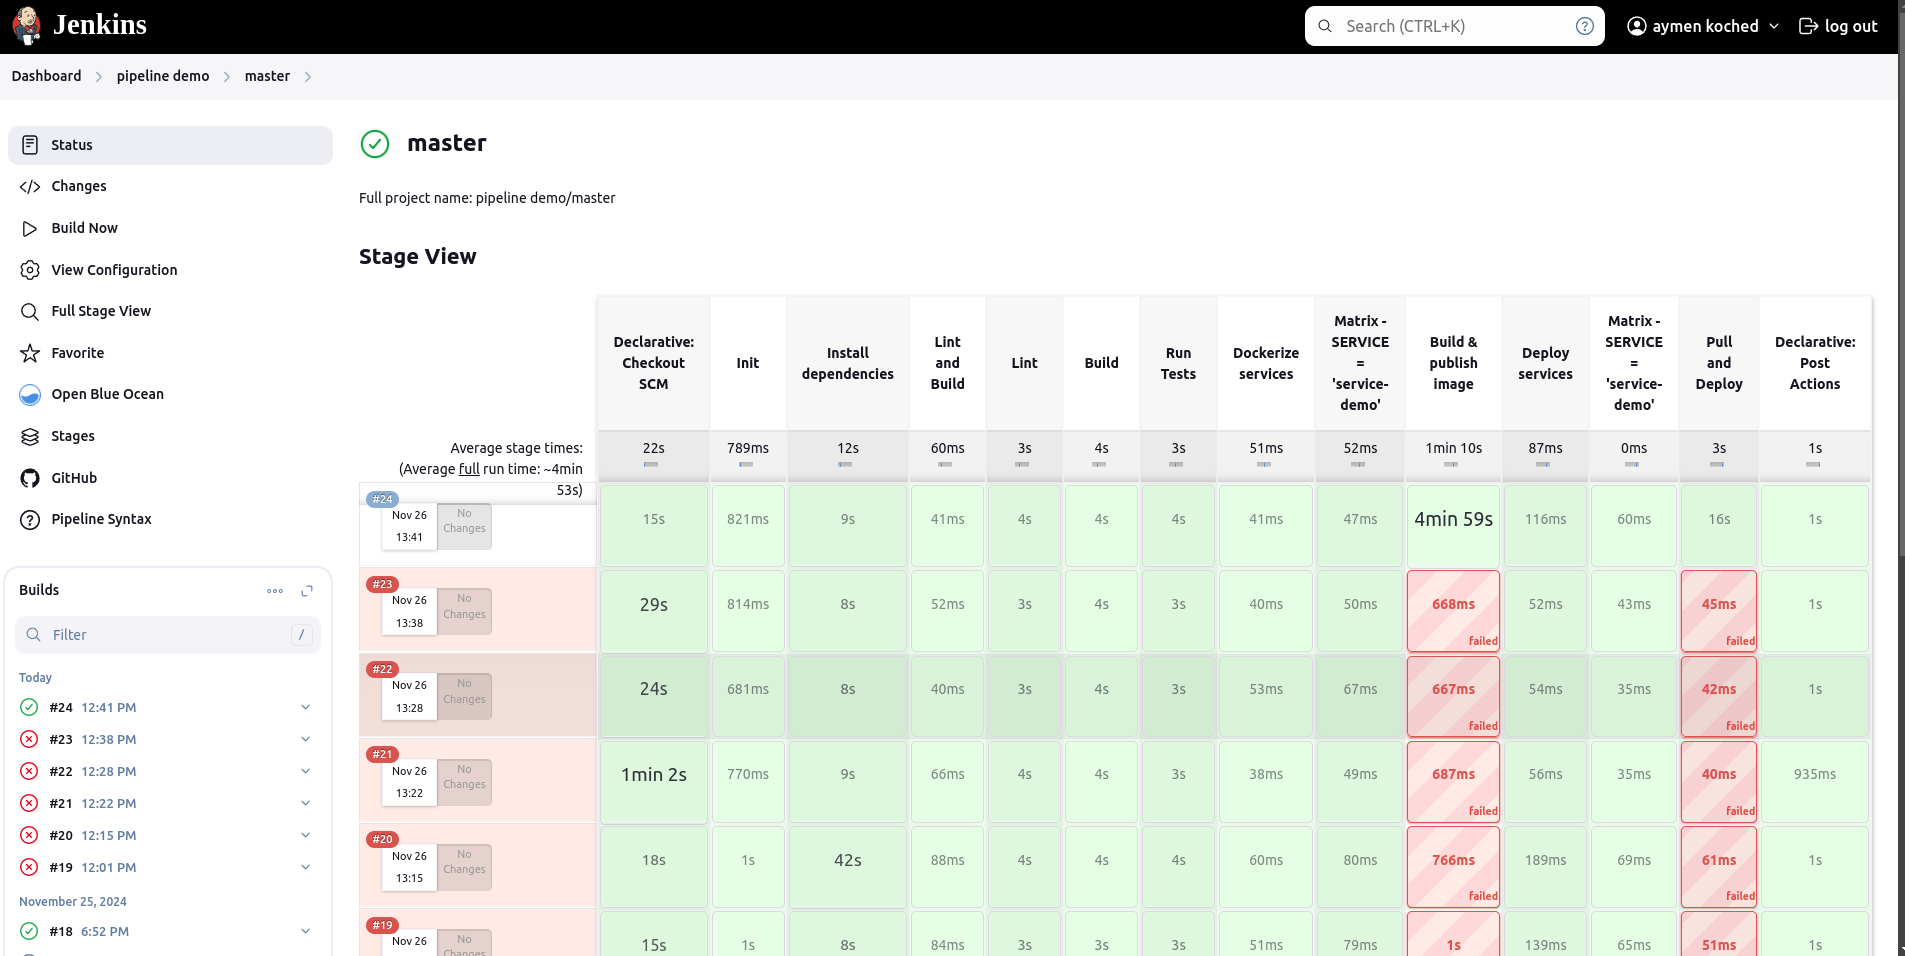 Jenkins
Search (CTRL+K)
aymen koched
log out
Dashboard
pipeline demo
master
Status
Changes
Build Now
View Configuration
Full Stage View
Favorite
Open Blue Ocean
Stages
GitHub
Pipeline Syntax
Builds
Filter
/
Today
#24 12:41 PM
#23 12:38 PM
#22 12:28 PM
#21 12:22 PM
#20 12:15 PM
#19 12:01 PM
November 25, 2024
#18 6:52 PM
master
Full project name: pipeline demo/master
Stage View
Declarative:
Checkout
SCM
Init
Install
dependencies
Lint
and
Build
Lint
Build
Run
Tests
Dockerize
services
Matrix -
SERVICE
=
'service-
demo'
Build &
publish
image
Deploy
services
Matrix -
SERVICE
=
'service-
demo'
Pull
and
Deploy
Declarative:
Post
Actions
Average stage times:
(Average full run time: ~4min
53s)
22s 789ms 12s 60ms 3s 4s 3s 51ms 52ms 1min 10s 87ms 0ms 3s 1s
#24
Nov 26
13:41
No
Changes
15s 821ms 9s 41ms 4s 4s 4s 41ms 47ms 4min 59s 116ms 60ms 16s 1s
#23
Nov 26
13:38
No
Changes
29s 814ms 8s 52ms 3s 4s 3s 40ms 50ms 668ms 52ms 43ms 45ms 1s
failed failed
#22
Nov 26
13:28
No
Changes
24s 681ms 8s 40ms 3s 4s 3s 53ms 67ms 667ms 54ms 35ms 42ms 1s
failed failed
#21
Nov 26
13:22
No
Changes
1min 2s 770ms 9s 66ms 4s 4s 3s 38ms 49ms 687ms 56ms 35ms 40ms 935ms
failed failed
#20
Nov 26
13:15
No
Changes
18s 1s 42s 88ms 4s 4s 4s 60ms 80ms 766ms 189ms 69ms 61ms 1s
failed failed
#19
Nov 26
No
Changes
15s 1s 8s 84ms 3s 3s 3s 51ms 79ms 1s 139ms 65ms 51ms 1s